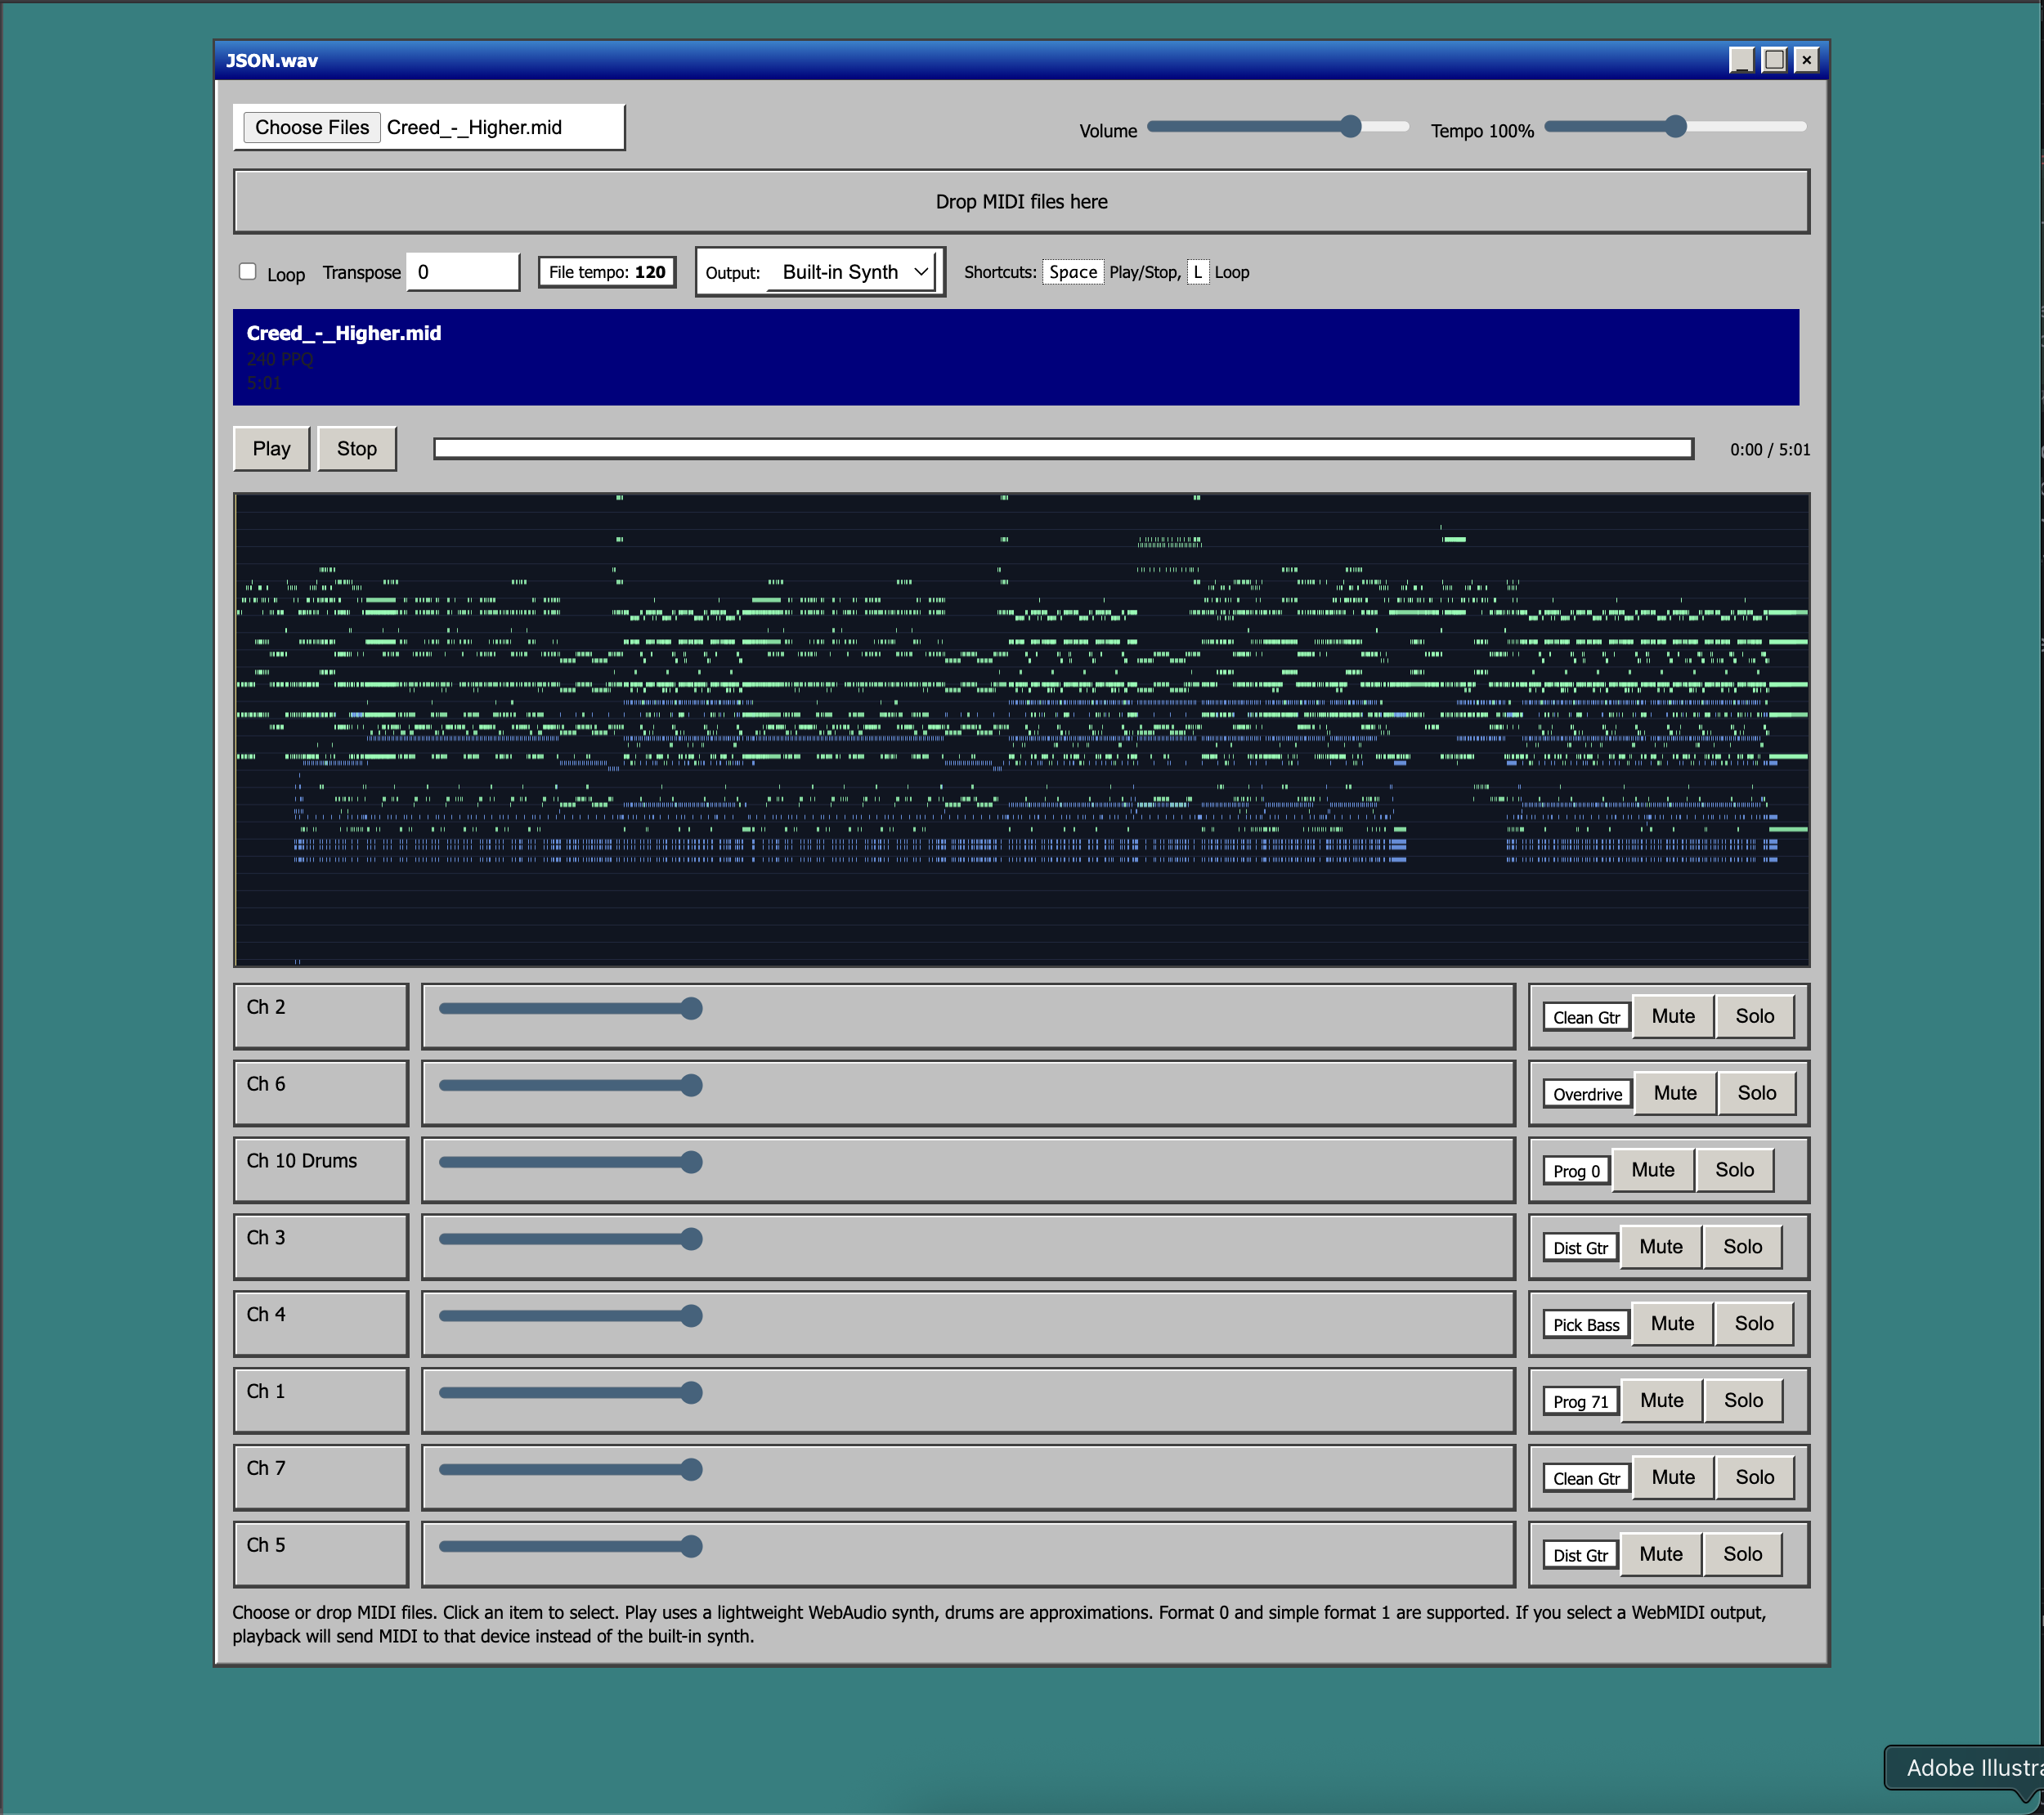 JSON.wav
Choose Files Creed_-_Higher.mid
Volume
Tempo 100%
Drop MIDI files here
Loop
Transpose 0
File tempo: 120
Output: Built-in Synth
Shortcuts: Space Play/Stop, L Loop
Creed_-_Higher.mid
240 PPQ
5:01
Play
Stop
0:00 / 5:01
Ch 2
Clean Gtr Mute Solo
Ch 6
Overdrive Mute Solo
Ch 10 Drums
Prog 0 Mute Solo
Ch 3
Dist Gtr Mute Solo
Ch 4
Pick Bass Mute Solo
Ch 1
Prog 71 Mute Solo
Ch 7
Clean Gtr Mute Solo
Ch 5
Dist Gtr Mute Solo
Choose or drop MIDI files. Click an item to select. Play uses a lightweight WebAudio synth, drums are approximations. Format 0 and simple format 1 are supported. If you select a WebMIDI output,
playback will send MIDI to that device instead of the built-in synth.
Adobe Illustra